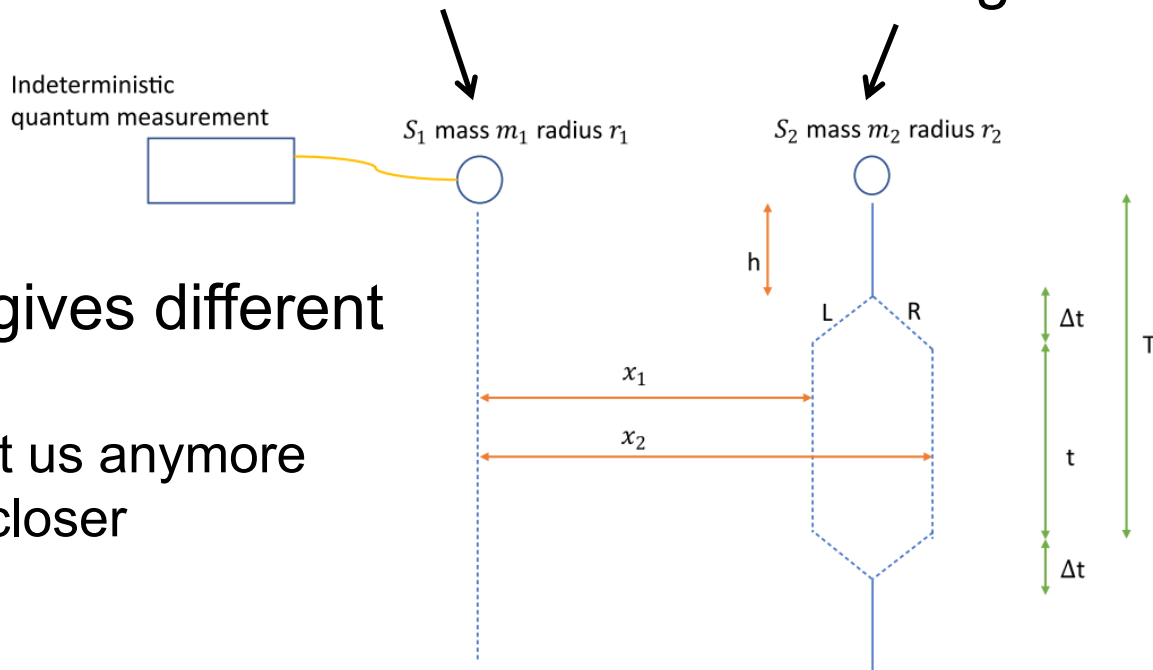 g
Indeterministic
quantum measurement
S₁ mass m₁ radius r₁
S₂ mass m₂ radius r₂
h
gives different
L
R
Δt
T
x₁
t us anymore
x₂
t
closer
Δt